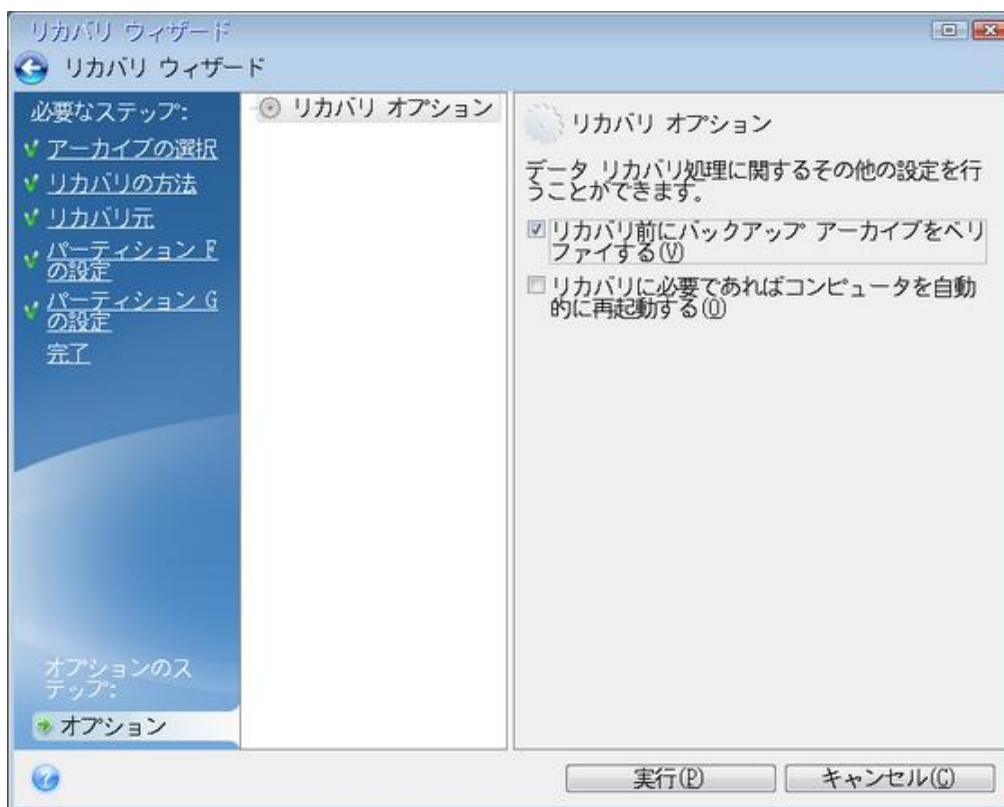 リカバリ ウィザード
リカバリ ウィザード
必要なステップ:
アーカイブの選択
リカバリの方法
リカバリ元
パーティション F
の設定
パーティション G
の設定
完了
オプションのス
テップ:
オプション
リカバリ オプション
リカバリ オプション
データ リカバリ処理に関するその他の設定を行
うことができます。
リカバリ前にバックアップ アーカイブをベリ
ファイする(V)
リカバリに必要であればコンピュータを自動
的に再起動する(O)
実行(P)
キャンセル(C)